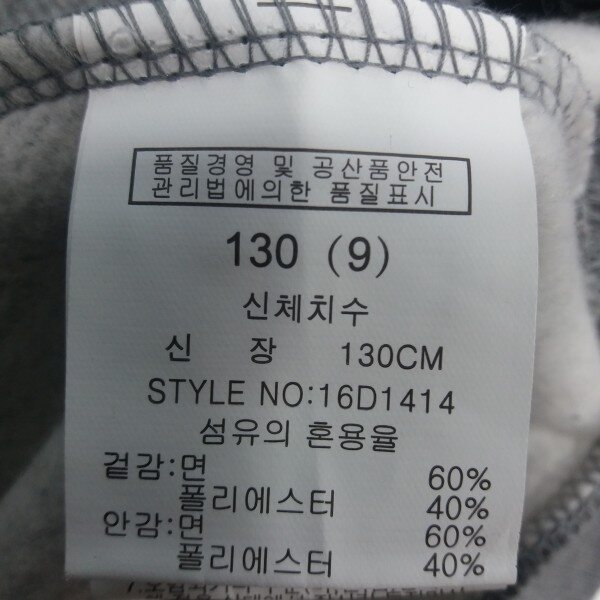 품질경영 및 공산품안전
관리법에의한 품질표시
130 (9)
신체치수
신 장 130CM
STYLE NO:16D1414
섬유의 혼용율
겉감:면 60%
폴리에스터 40%
안감:면 60%
폴리에스터 40%